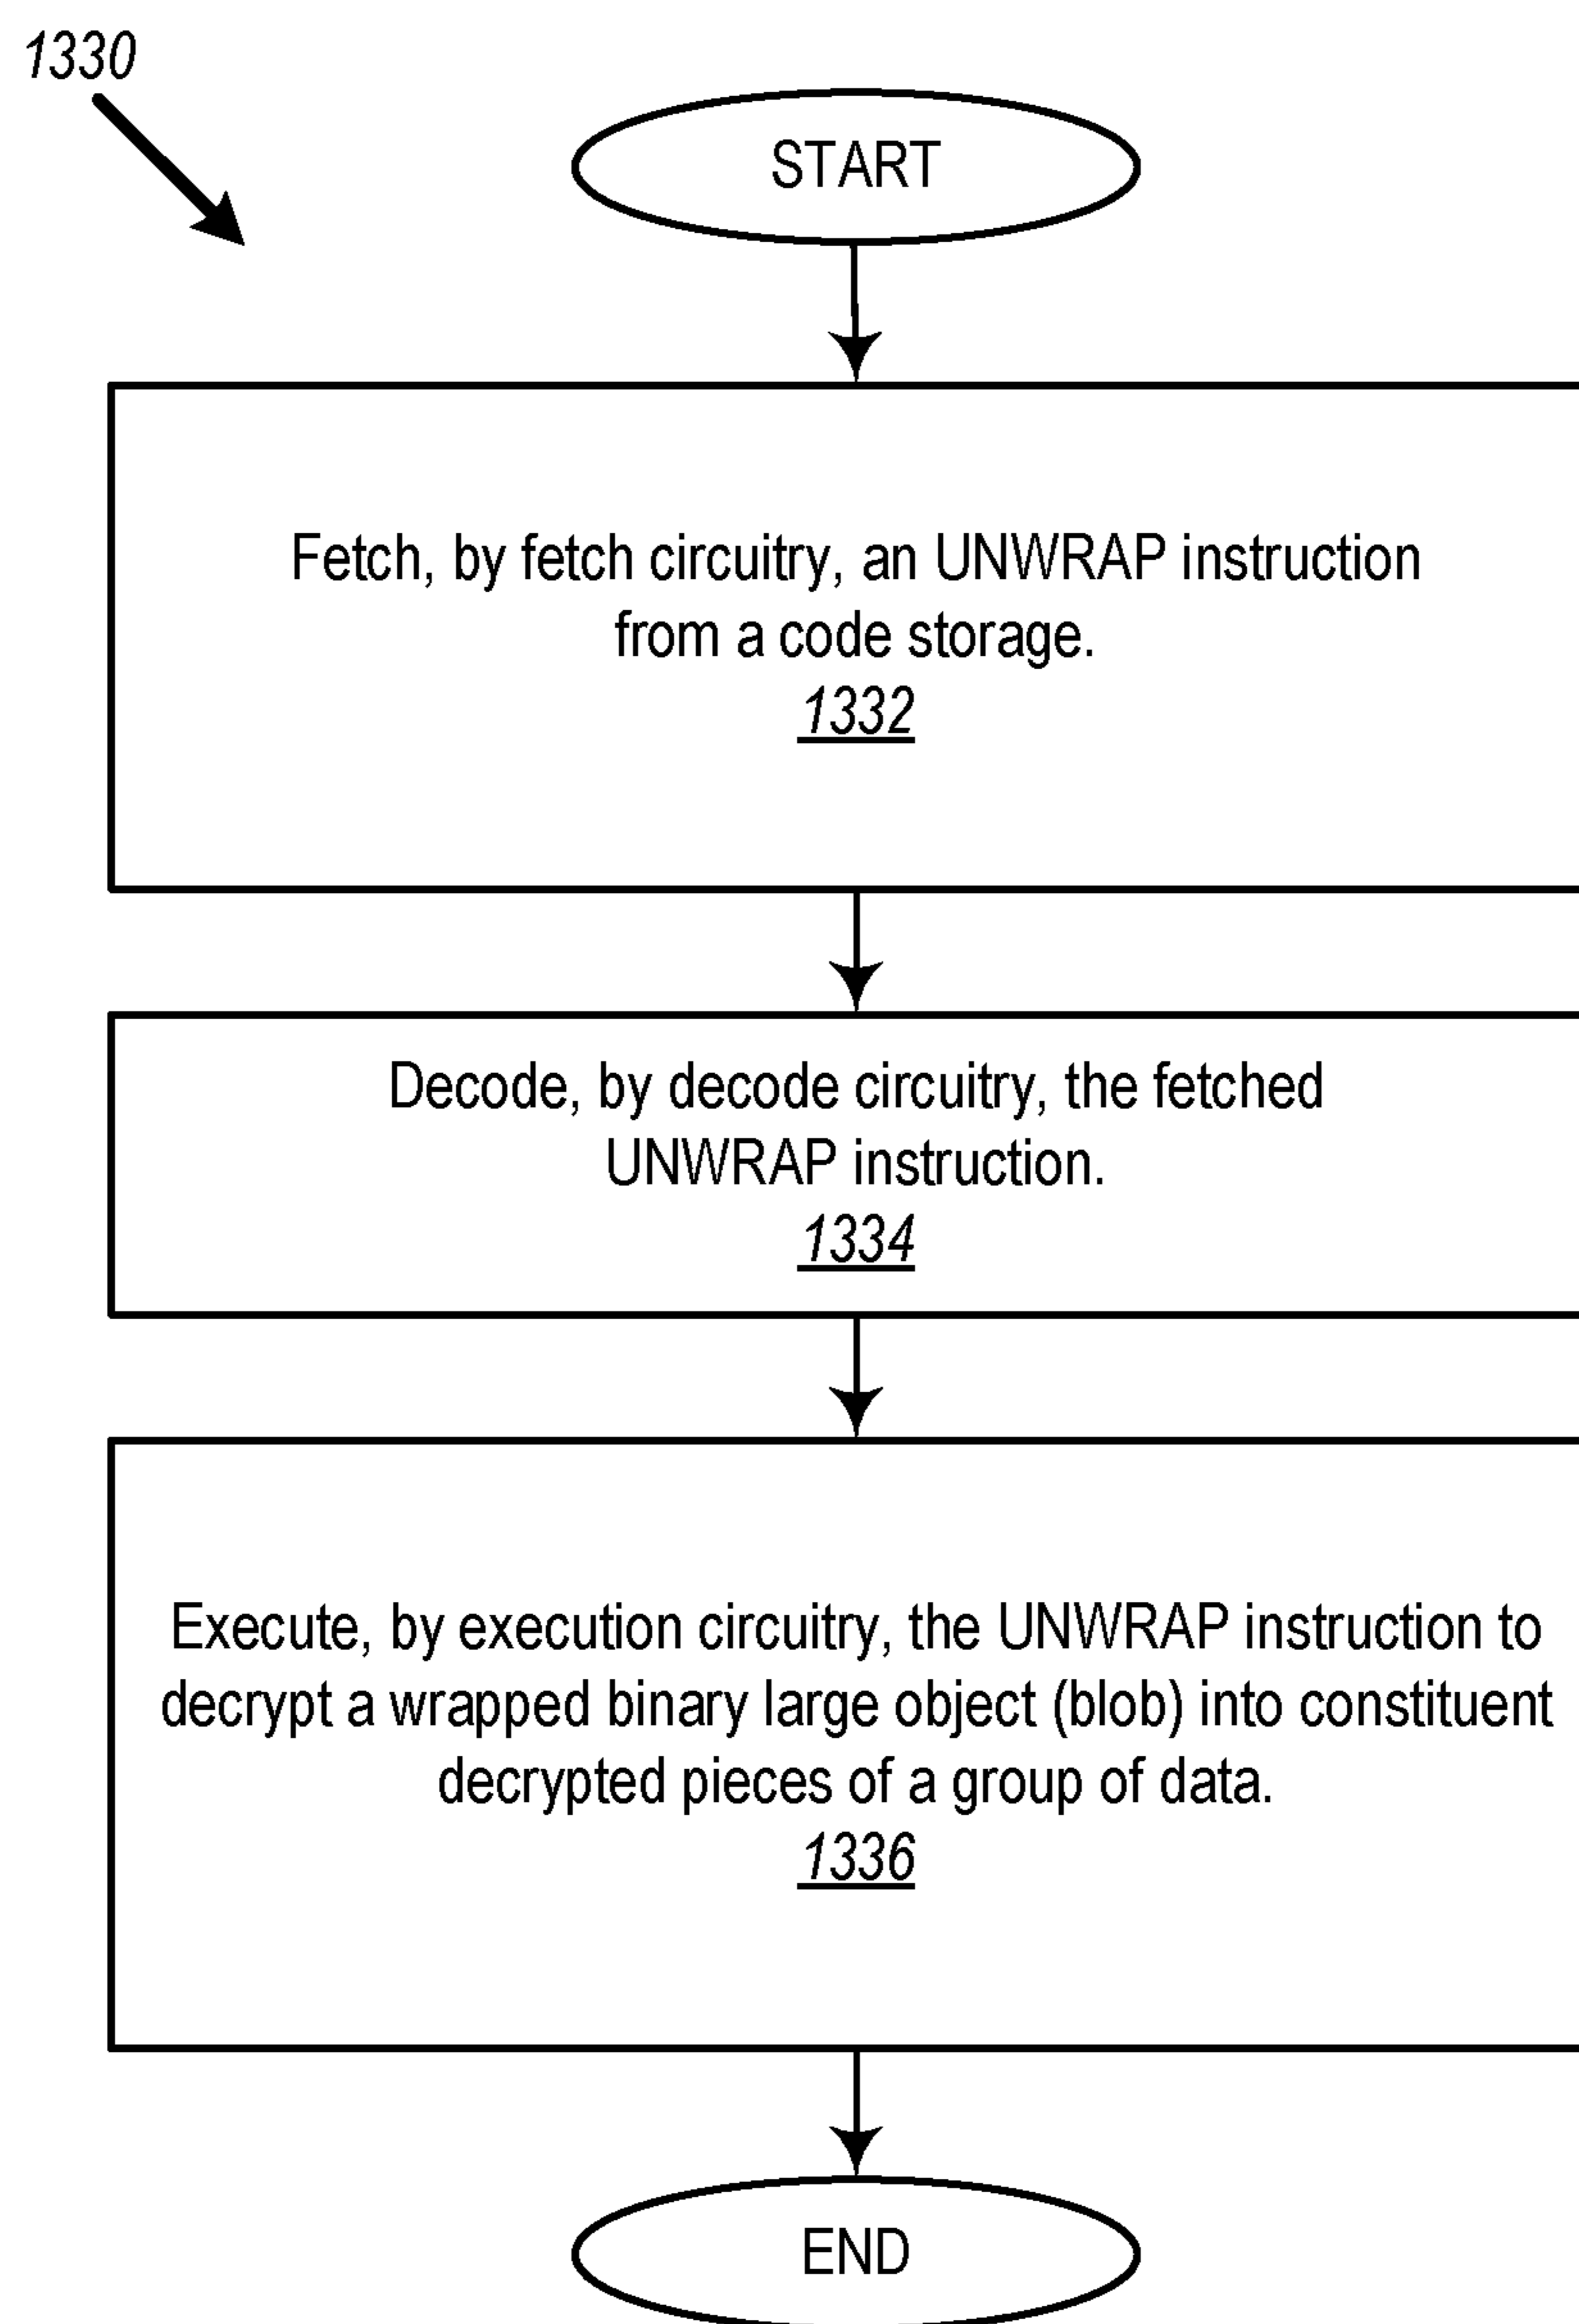 1330
START
Fetch, by fetch circuitry, an UNWRAP instruction
from a code storage.
1332
Decode, by decode circuitry, the fetched
UNWRAP instruction.
1334
Execute, by execution circuitry, the UNWRAP instruction to
decrypt a wrapped binary large object (blob) into constituent
decrypted pieces of a group of data.
1336
END